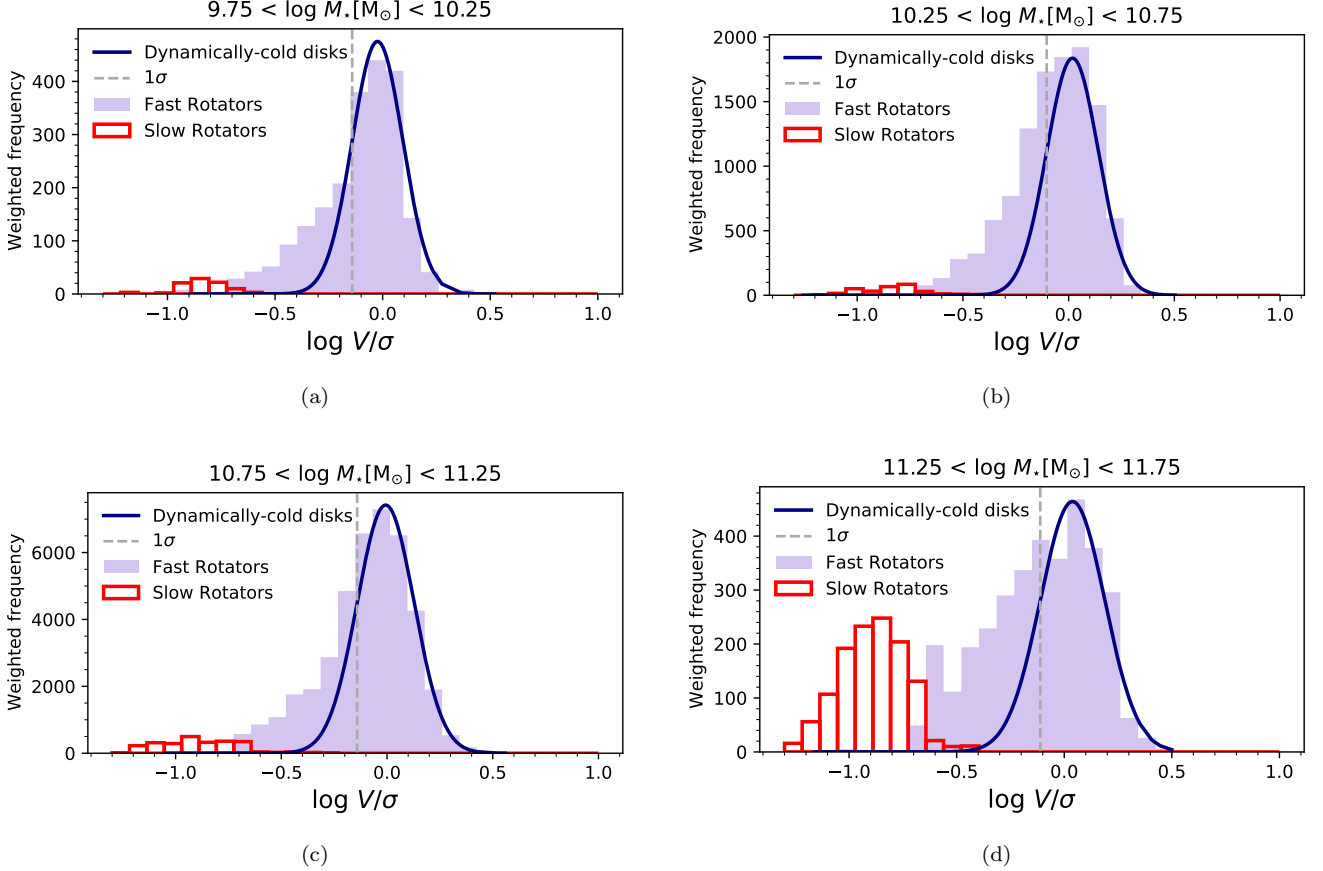 9.75 < log M⋆[M⊙] < 10.25
Dynamically-cold disks
1σ
Fast Rotators
Slow Rotators
Weighted frequency
400
300
200
100
0
−1.0 −0.5 0.0 0.5 1.0
log V/σ
(a)
10.25 < log M⋆[M⊙] < 10.75
Dynamically-cold disks
1σ
Fast Rotators
Slow Rotators
Weighted frequency
2000
1500
1000
500
0
−1.0 −0.5 0.0 0.5 1.0
log V/σ
(b)
10.75 < log M⋆[M⊙] < 11.25
Dynamically-cold disks
1σ
Fast Rotators
Slow Rotators
Weighted frequency
6000
4000
2000
0
−1.0 −0.5 0.0 0.5 1.0
log V/σ
(c)
11.25 < log M⋆[M⊙] < 11.75
Dynamically-cold disks
1σ
Fast Rotators
Slow Rotators
Weighted frequency
400
300
200
100
0
−1.0 −0.5 0.0 0.5 1.0
log V/σ
(d)